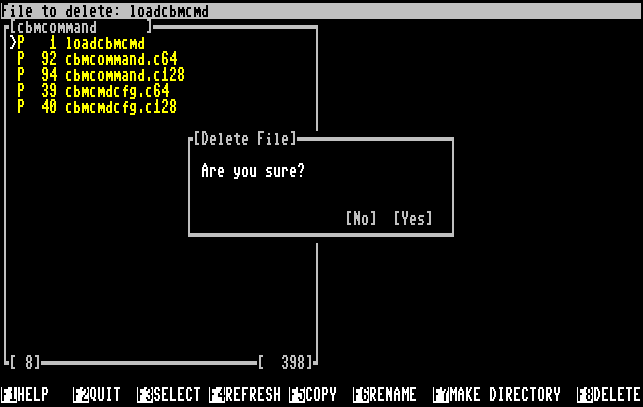 File to delete: loadcbmcmd
[cbmcommand ]
>P 1 loadcbmcmd
P 92 cbmcommand.c64
P 94 cbmcommand.c128
P 39 cbmcmdcfg.c64
P 40 cbmcmdcfg.c128
[Delete File]
Are you sure?
[No] [Yes]
[ 8] [ 398]
F1HELP F2QUIT F3SELECT F4REFRESH F5COPY F6RENAME F7MAKE DIRECTORY F8DELETE